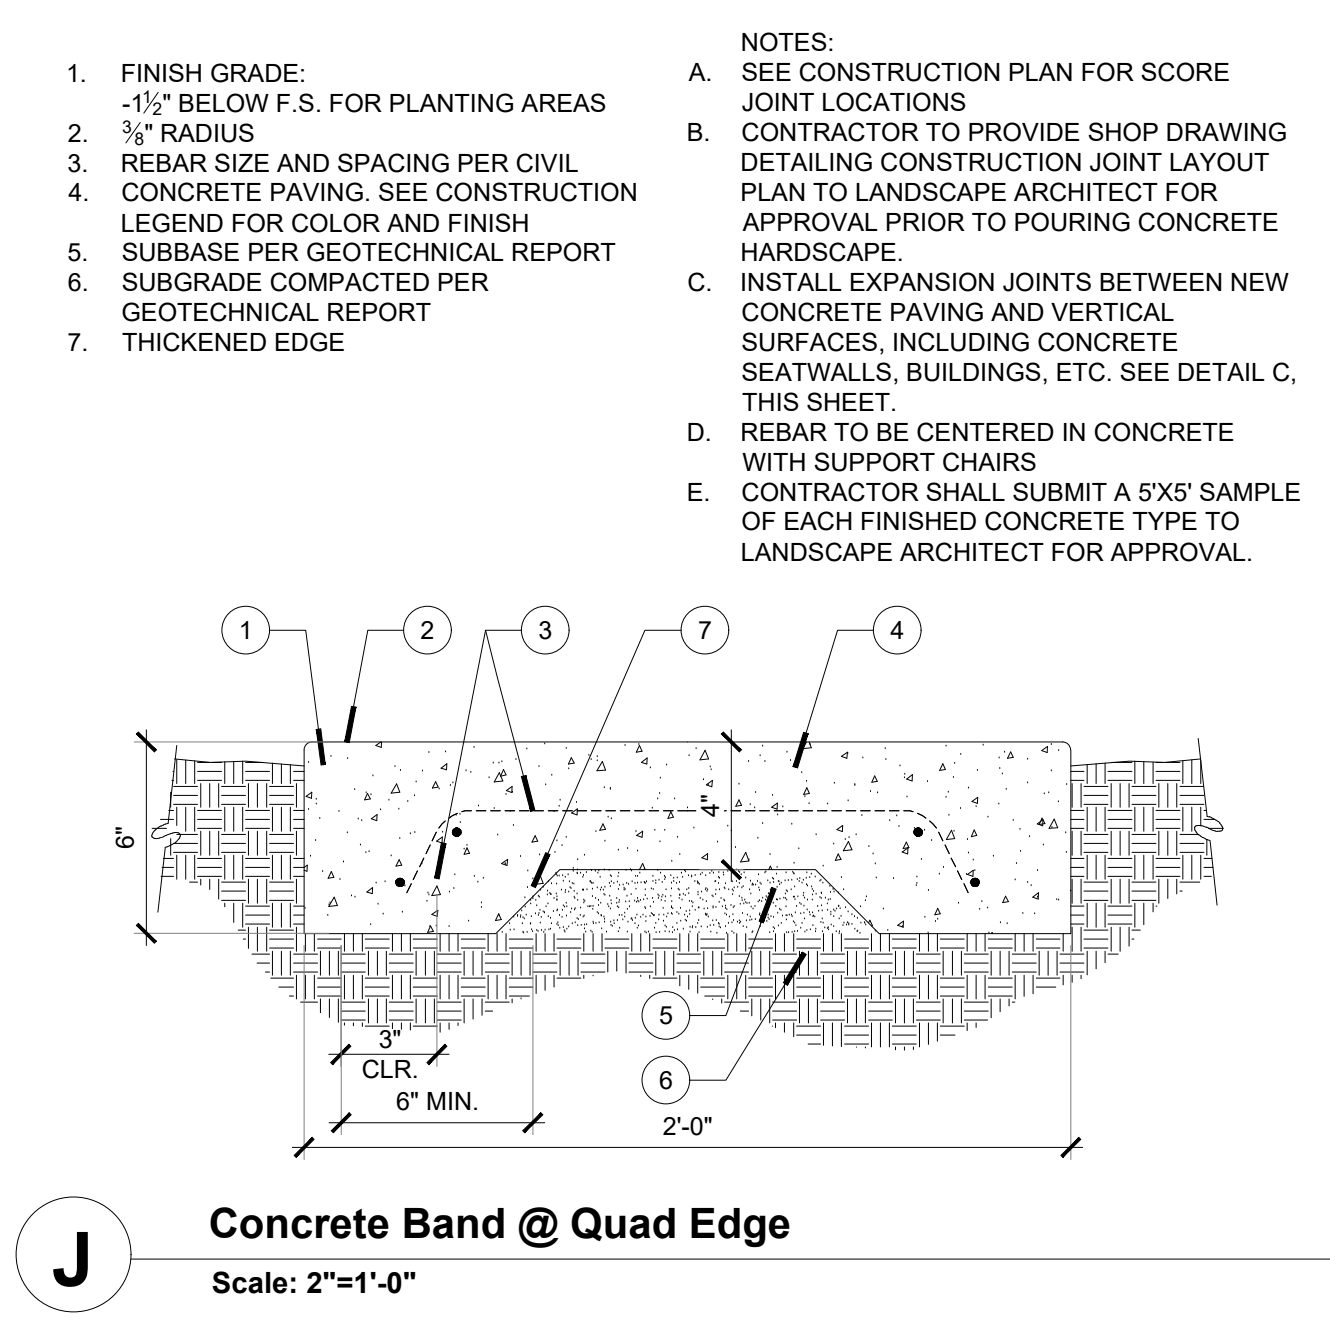 1. FINISH GRADE:
-1½" BELOW F.S. FOR PLANTING AREAS
2. ⅜" RADIUS
3. REBAR SIZE AND SPACING PER CIVIL
4. CONCRETE PAVING. SEE CONSTRUCTION
LEGEND FOR COLOR AND FINISH
5. SUBBASE PER GEOTECHNICAL REPORT
6. SUBGRADE COMPACTED PER
GEOTECHNICAL REPORT
7. THICKENED EDGE
NOTES:
A. SEE CONSTRUCTION PLAN FOR SCORE
JOINT LOCATIONS
B. CONTRACTOR TO PROVIDE SHOP DRAWING
DETAILING CONSTRUCTION JOINT LAYOUT
PLAN TO LANDSCAPE ARCHITECT FOR
APPROVAL PRIOR TO POURING CONCRETE
HARDSCAPE.
C. INSTALL EXPANSION JOINTS BETWEEN NEW
CONCRETE PAVING AND VERTICAL
SURFACES, INCLUDING CONCRETE
SEATWALLS, BUILDINGS, ETC. SEE DETAIL C,
THIS SHEET.
D. REBAR TO BE CENTERED IN CONCRETE
WITH SUPPORT CHAIRS
E. CONTRACTOR SHALL SUBMIT A 5'X5' SAMPLE
OF EACH FINISHED CONCRETE TYPE TO
LANDSCAPE ARCHITECT FOR APPROVAL.
1 2 3 7 4
4"
6"
5
3"
CLR.
6
6" MIN.
2'-0"
J
Concrete Band @ Quad Edge
Scale: 2"=1'-0"